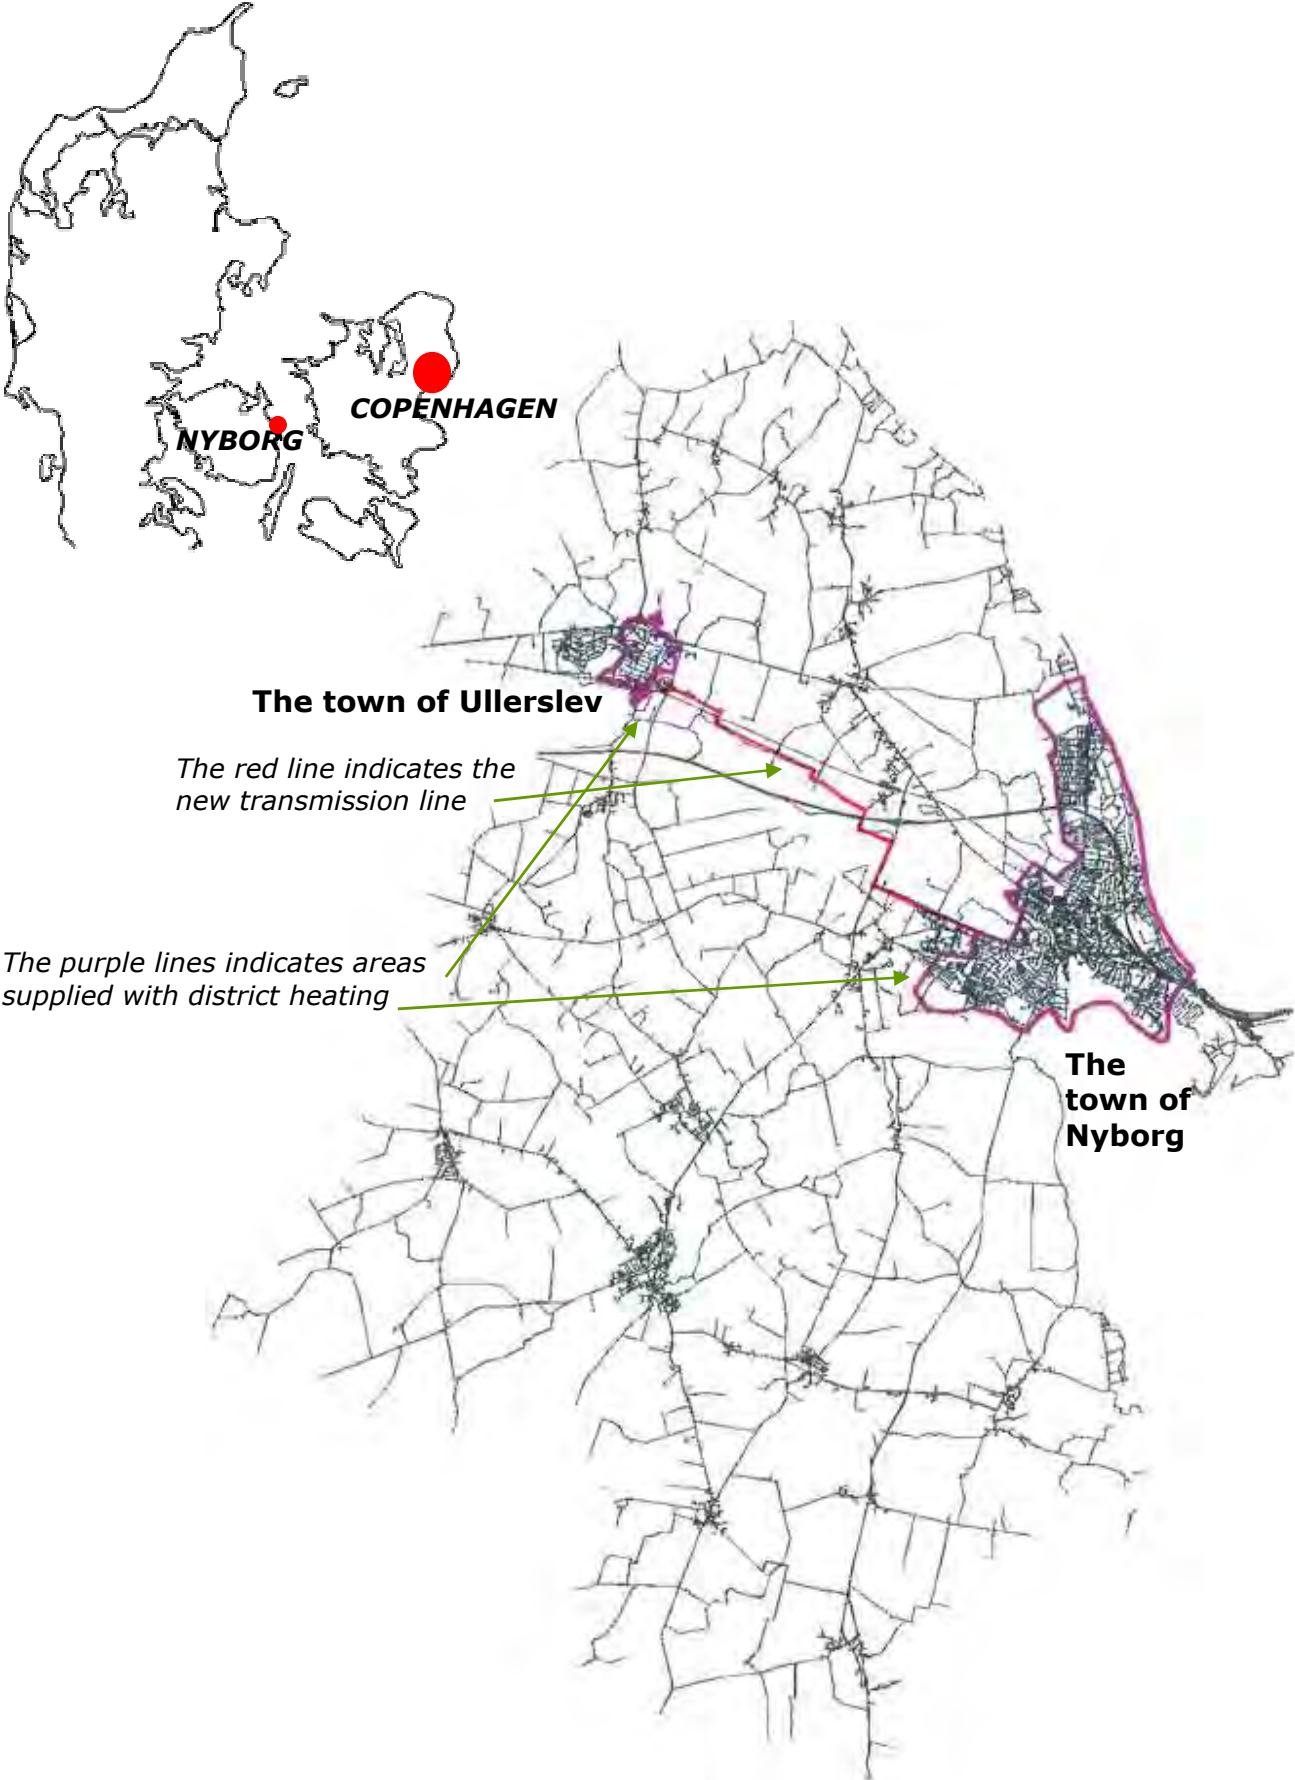 COPENHAGEN
NYBORG
The town of Ullerslev
The red line indicates the
new transmission line
The purple lines indicates areas
supplied with district heating
The
town of
Nyborg